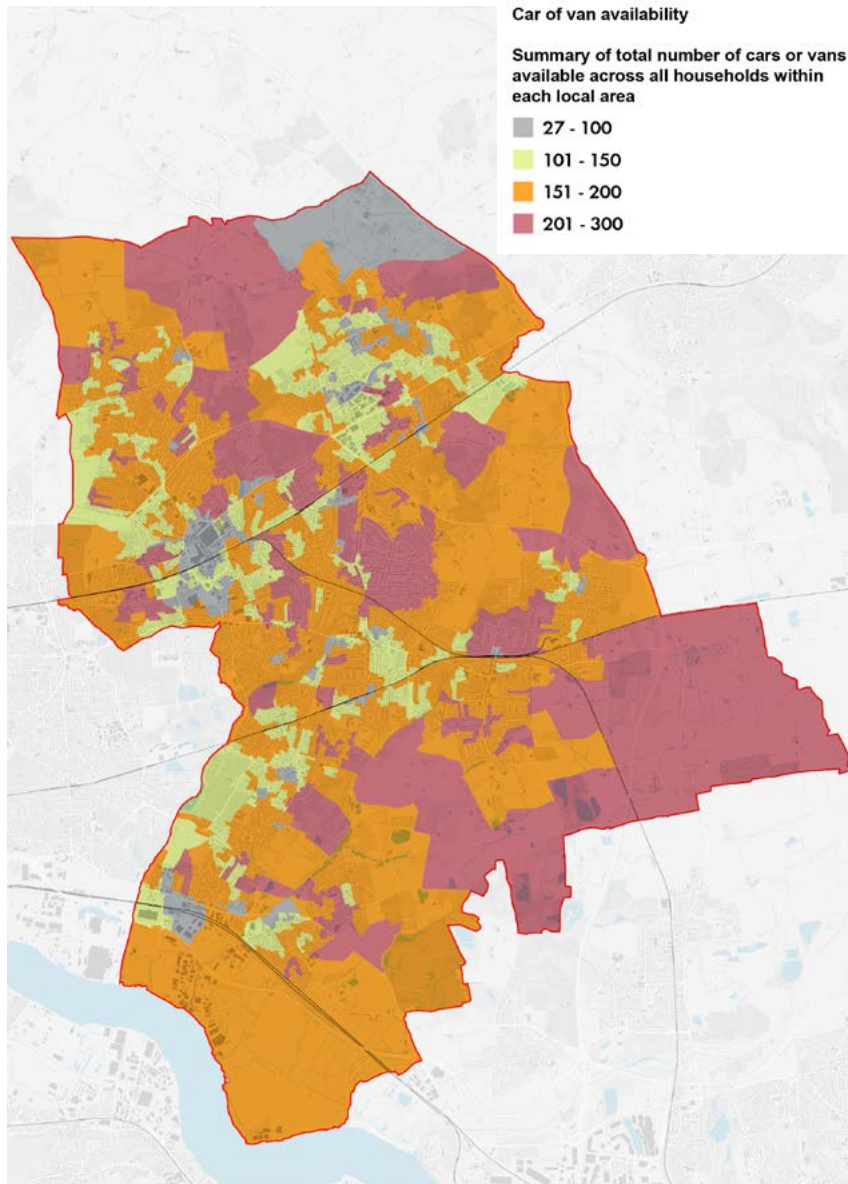 Car of van availability
Summary of total number of cars or vans
available across all households within
each local area
27 - 100
101 - 150
151 - 200
201 - 300